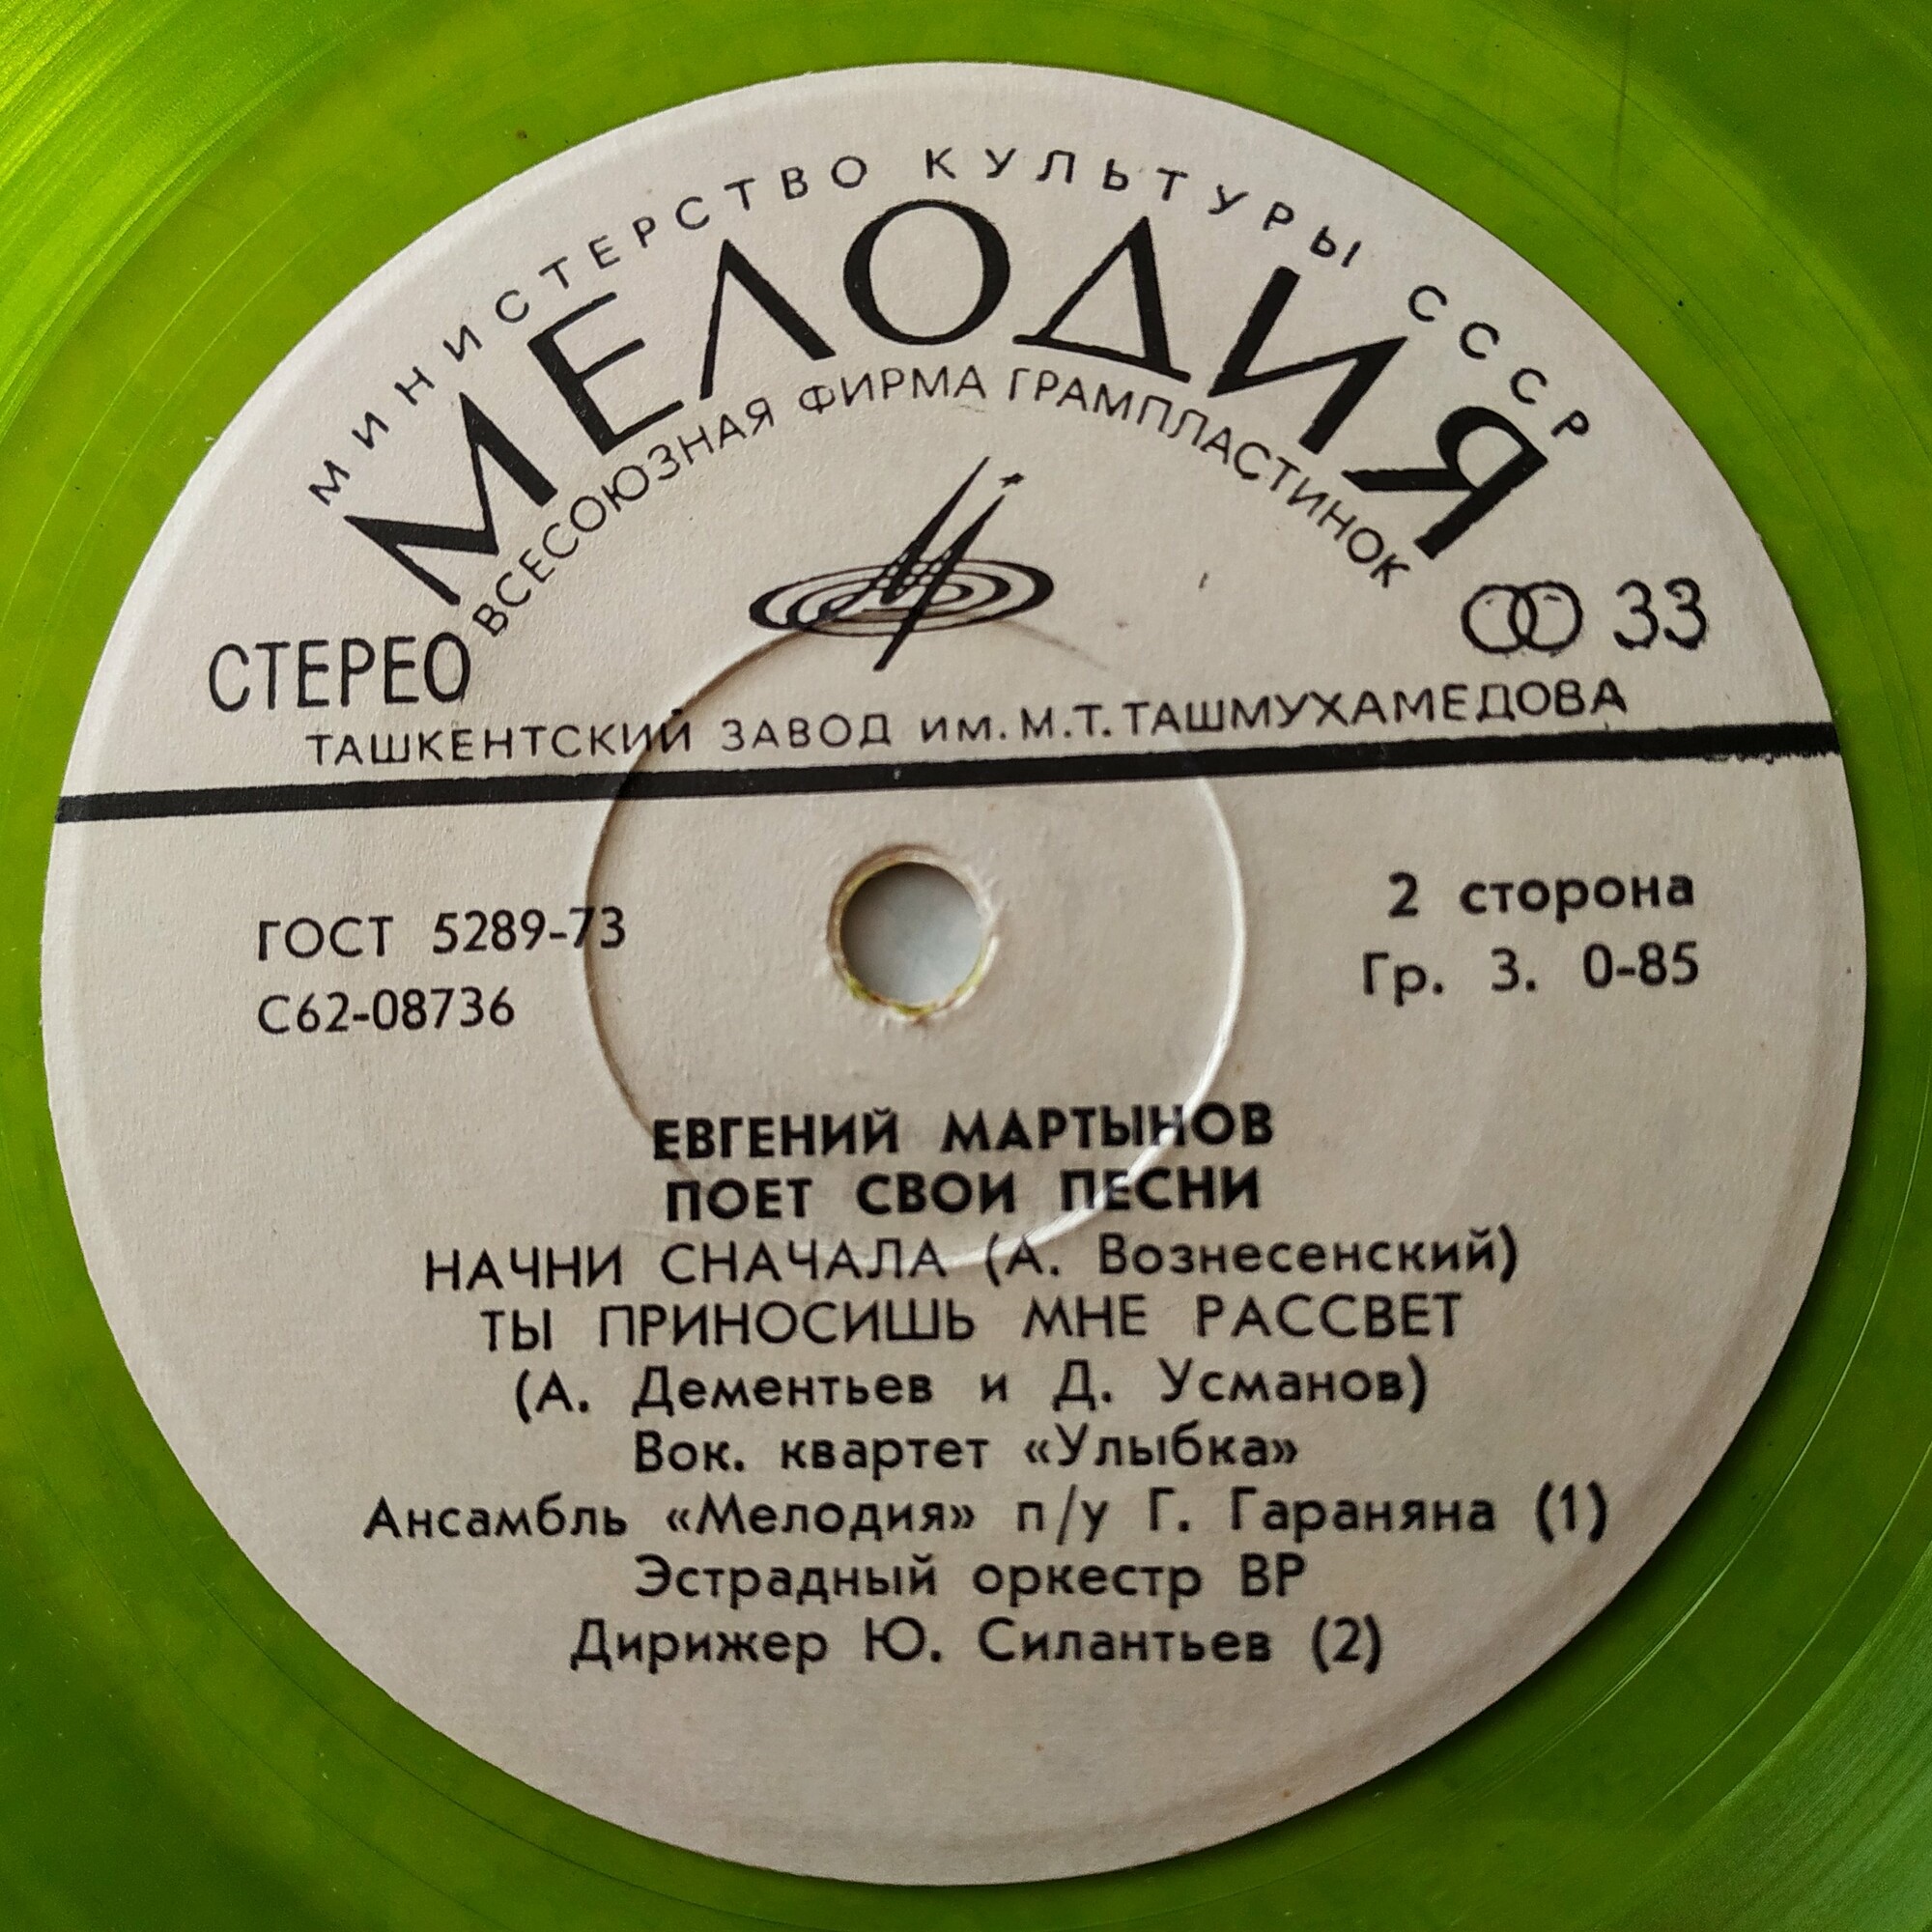 МИНИСТЕРСТВО КУЛЬТУРЫ СССР
МЕЛОДИЯ
ВСЕСОЮЗНАЯ ФИРМА ГРАМПЛАСТИНОК
СТЕРЕО
33
ТАШКЕНТСКИЙ ЗАВОД ИМ. М.Т. ТАШМУХАМЕДОВА
ГОСТ 5289-73
С62-08736
2 сторона
Гр. 3. 0-85
ЕВГЕНИЙ МАРТЫНОВ
ПОЕТ СВОИ ПЕСНИ
НАЧНИ СНАЧАЛА (А. Вознесенский)
ТЫ ПРИНОСИШЬ МНЕ РАССВЕТ
(А. Дементьев и Д. Усманов)
Вок. квартет «Улыбка»
Ансамбль «Мелодия» п/у Г. Гараняна (1)
Эстрадный оркестр ВР
Дирижер Ю. Силантьев (2)